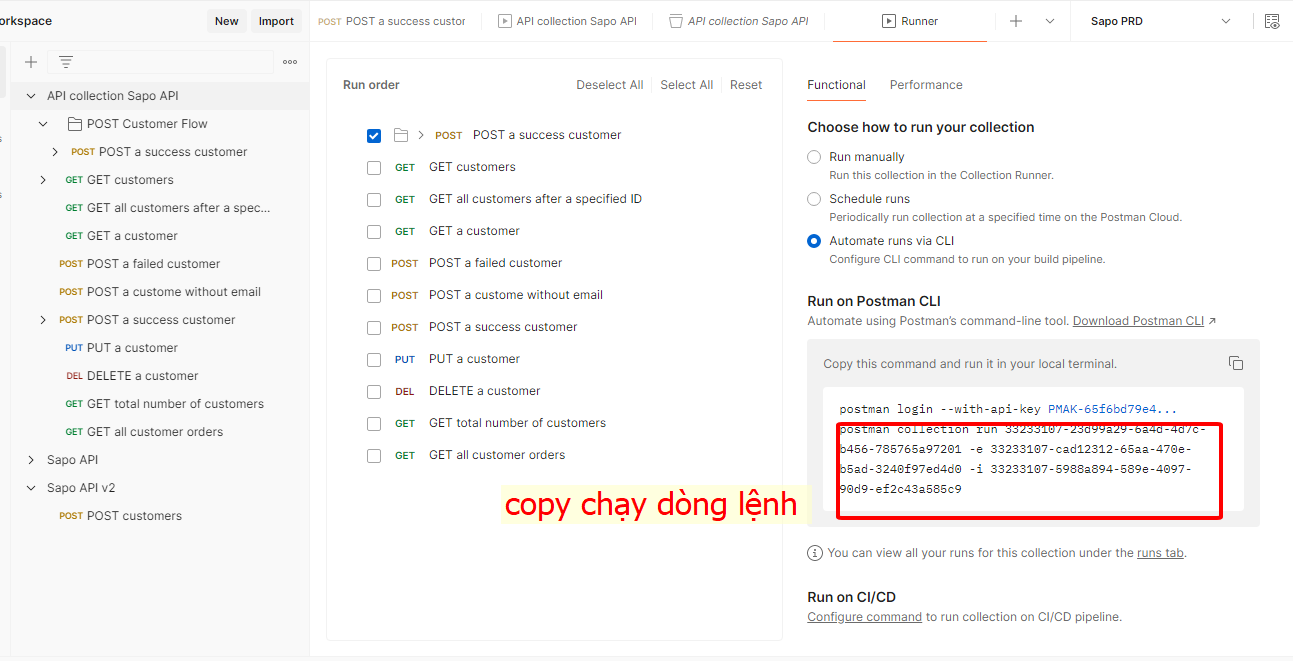 orkspace
New
Import
POST POST a success custor
API collection Sapo API
API collection Sapo API
Runner
Sapo PRD
API collection Sapo API
POST Customer Flow
POST POST a success customer
GET GET customers
GET GET all customers after a spec...
GET GET a customer
POST POST a failed customer
POST POST a custome without email
POST POST a success customer
PUT PUT a customer
DEL DELETE a customer
GET GET total number of customers
GET GET all customer orders
Sapo API
Sapo API v2
POST POST customers
Run order
Deselect All
Select All
Reset
POST POST a success customer
GET GET customers
GET GET all customers after a specified ID
GET GET a customer
POST POST a failed customer
POST POST a custome without email
POST POST a success customer
PUT PUT a customer
DEL DELETE a customer
GET GET total number of customers
GET GET all customer orders
copy chạy dòng lệnh
Functional
Performance
Choose how to run your collection
Run manually
Run this collection in the Collection Runner.
Schedule runs
Periodically run collection at a specified time on the Postman Cloud.
Automate runs via CLI
Configure CLI command to run on your build pipeline.
Run on Postman CLI
Automate using Postman's command-line tool. Download Postman CLI ↗
Copy this command and run it in your local terminal.
postman login --with-api-key PMAK-65f6bd79e4...
postman collection run 33233107-23d99a29-6a4d-4d7c-
b456-785765a97201 -e 33233107-cad12312-65aa-470e-
b5ad-3240f97ed4d0 -i 33233107-5988a894-589e-4097-
90d9-ef2c43a585c9
You can view all your runs for this collection under the runs tab.
Run on CI/CD
Configure command to run collection on CI/CD pipeline.